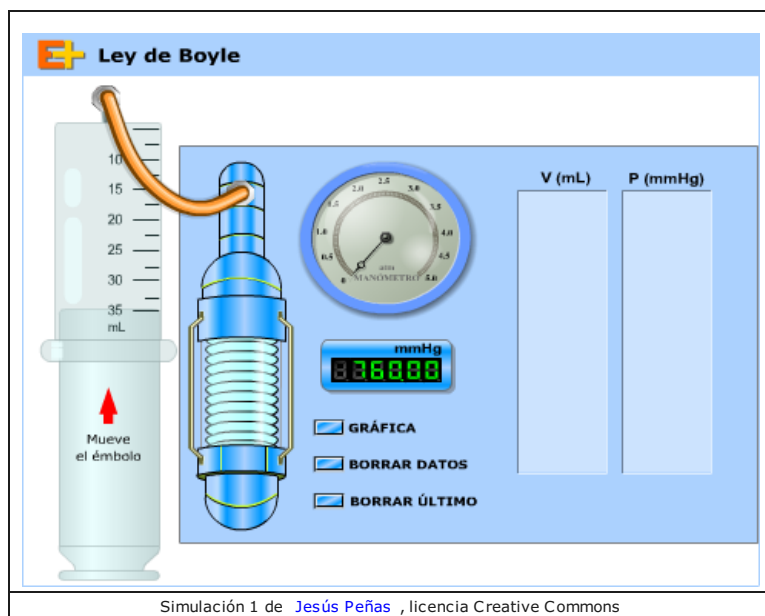 E+ Ley de Boyle
10
15
20
25
30
35
mL
Mueve
el émbolo
0
0.5
1.0
1.5
2.0
2.5
3.0
3.5
4.0
4.5
5.0
atm
MANÓMETRO
mmHg
760.00
GRÁFICA
BORRAR DATOS
BORRAR ÚLTIMO
V (mL) P (mmHg)
Simulación 1 de Jesús Peñas , licencia Creative Commons